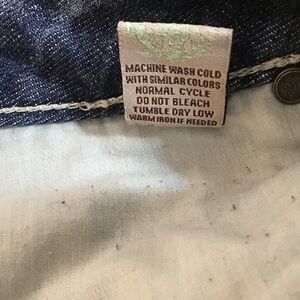 MACHINE WASH COLD
WITH SIMILAR COLORS
NORMAL CYCLE
DO NOT BLEACH
TUMBLE DRY LOW
WARM IRON IF NEEDED